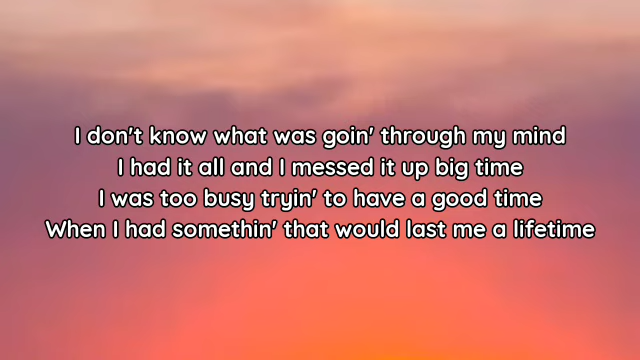 I don't know what was goin' through my mind
I had it all and I messed it up big time
I was too busy tryin' to have a good time
When I had somethin' that would last me a lifetime